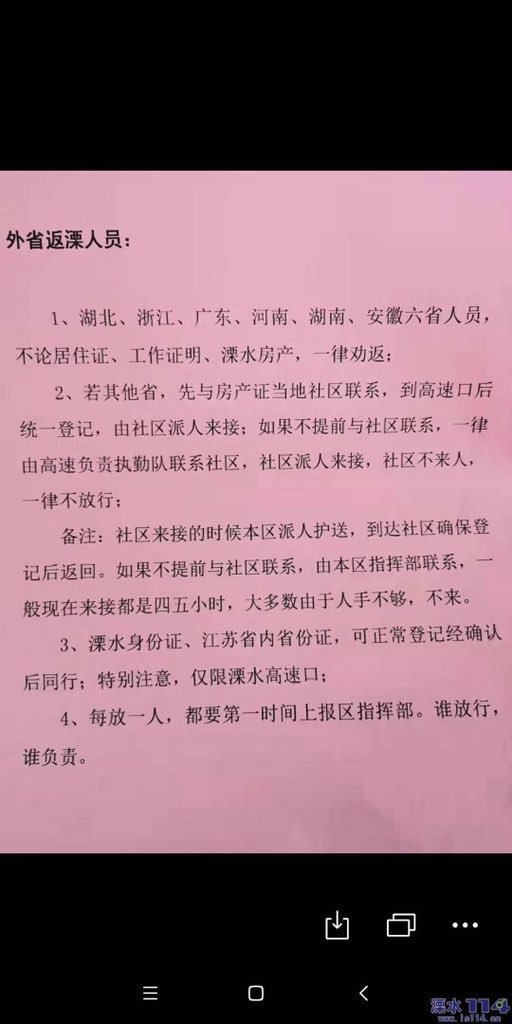 外省返溧人员：
1、湖北、浙江、广东、河南、湖南、安徽六省人员，
不论居住证、工作证明、溧水房产，一律劝返；
2、若其他省，先与房产证当地社区联系，到高速口后
统一登记，由社区派人来接；如果不提前与社区联系，一律
由高速负责执勤队联系社区，社区派人来接，社区不来人，
一律不放行；
备注：社区来接的时候本区派人护送，到达社区确保登
记后返回。如果不提前与社区联系，由本区指挥部联系，一
般现在来接都是四五小时，大多数由于人手不够，不来。
3、溧水身份证、江苏省内省份证，可正常登记经确认
后同行；特别注意，仅限溧水高速口；
4、每放一人，都要第一时间上报区指挥部。谁放行，
谁负责。
溧水114
www.ls114.cn